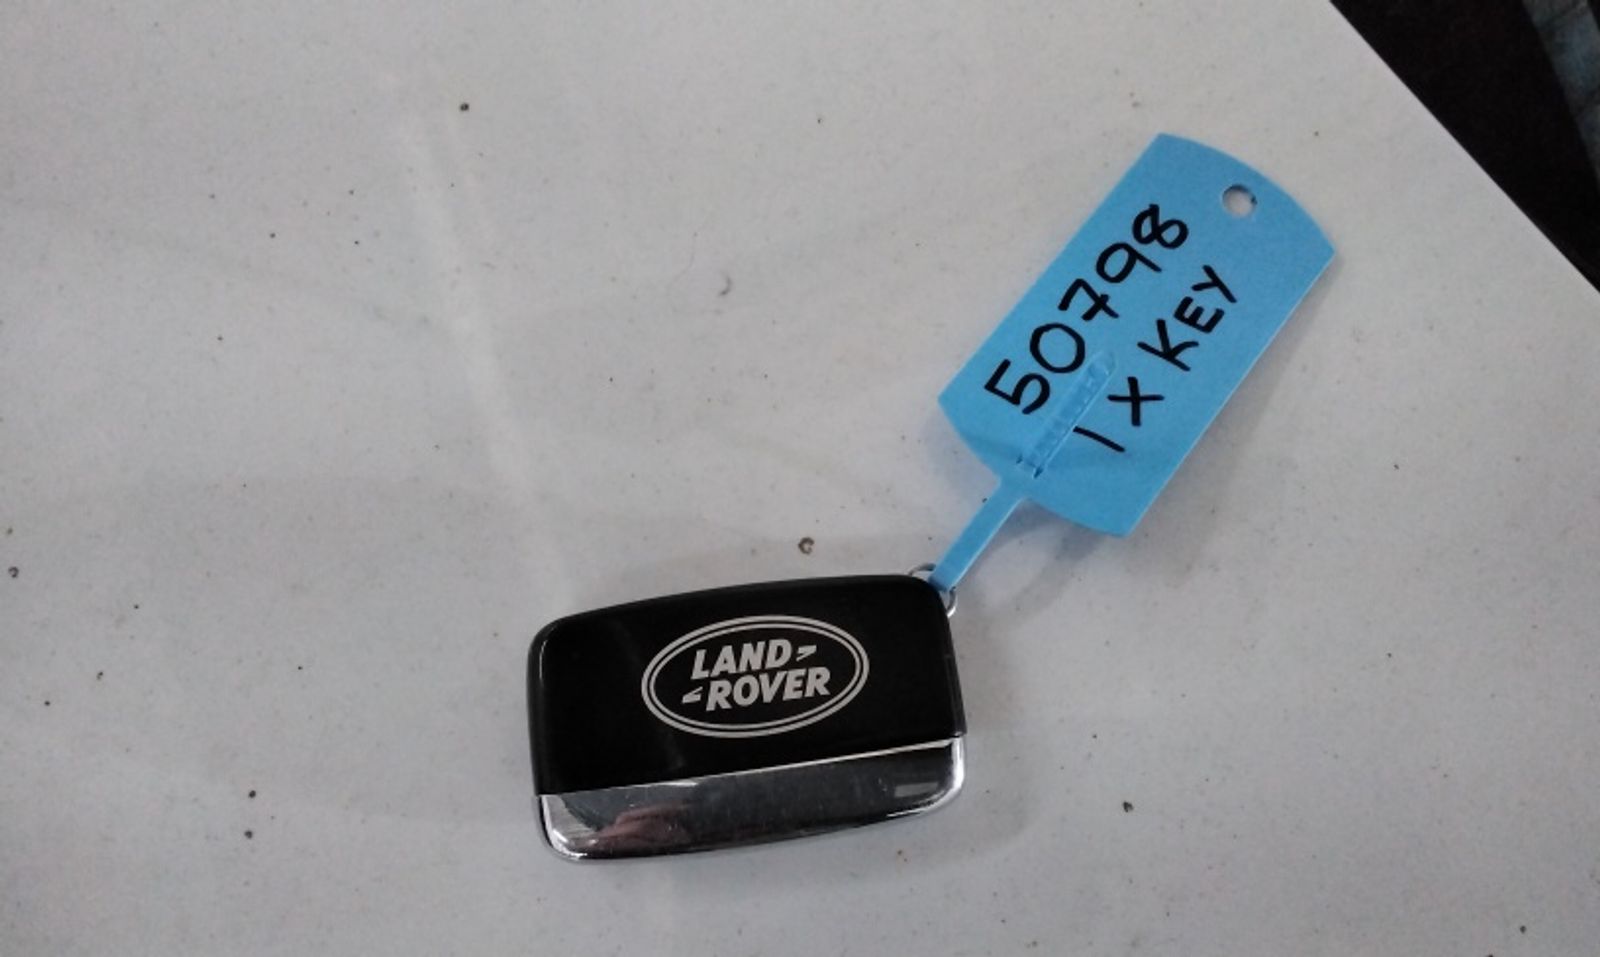 50798
1 X KEY
LAND
ROVER